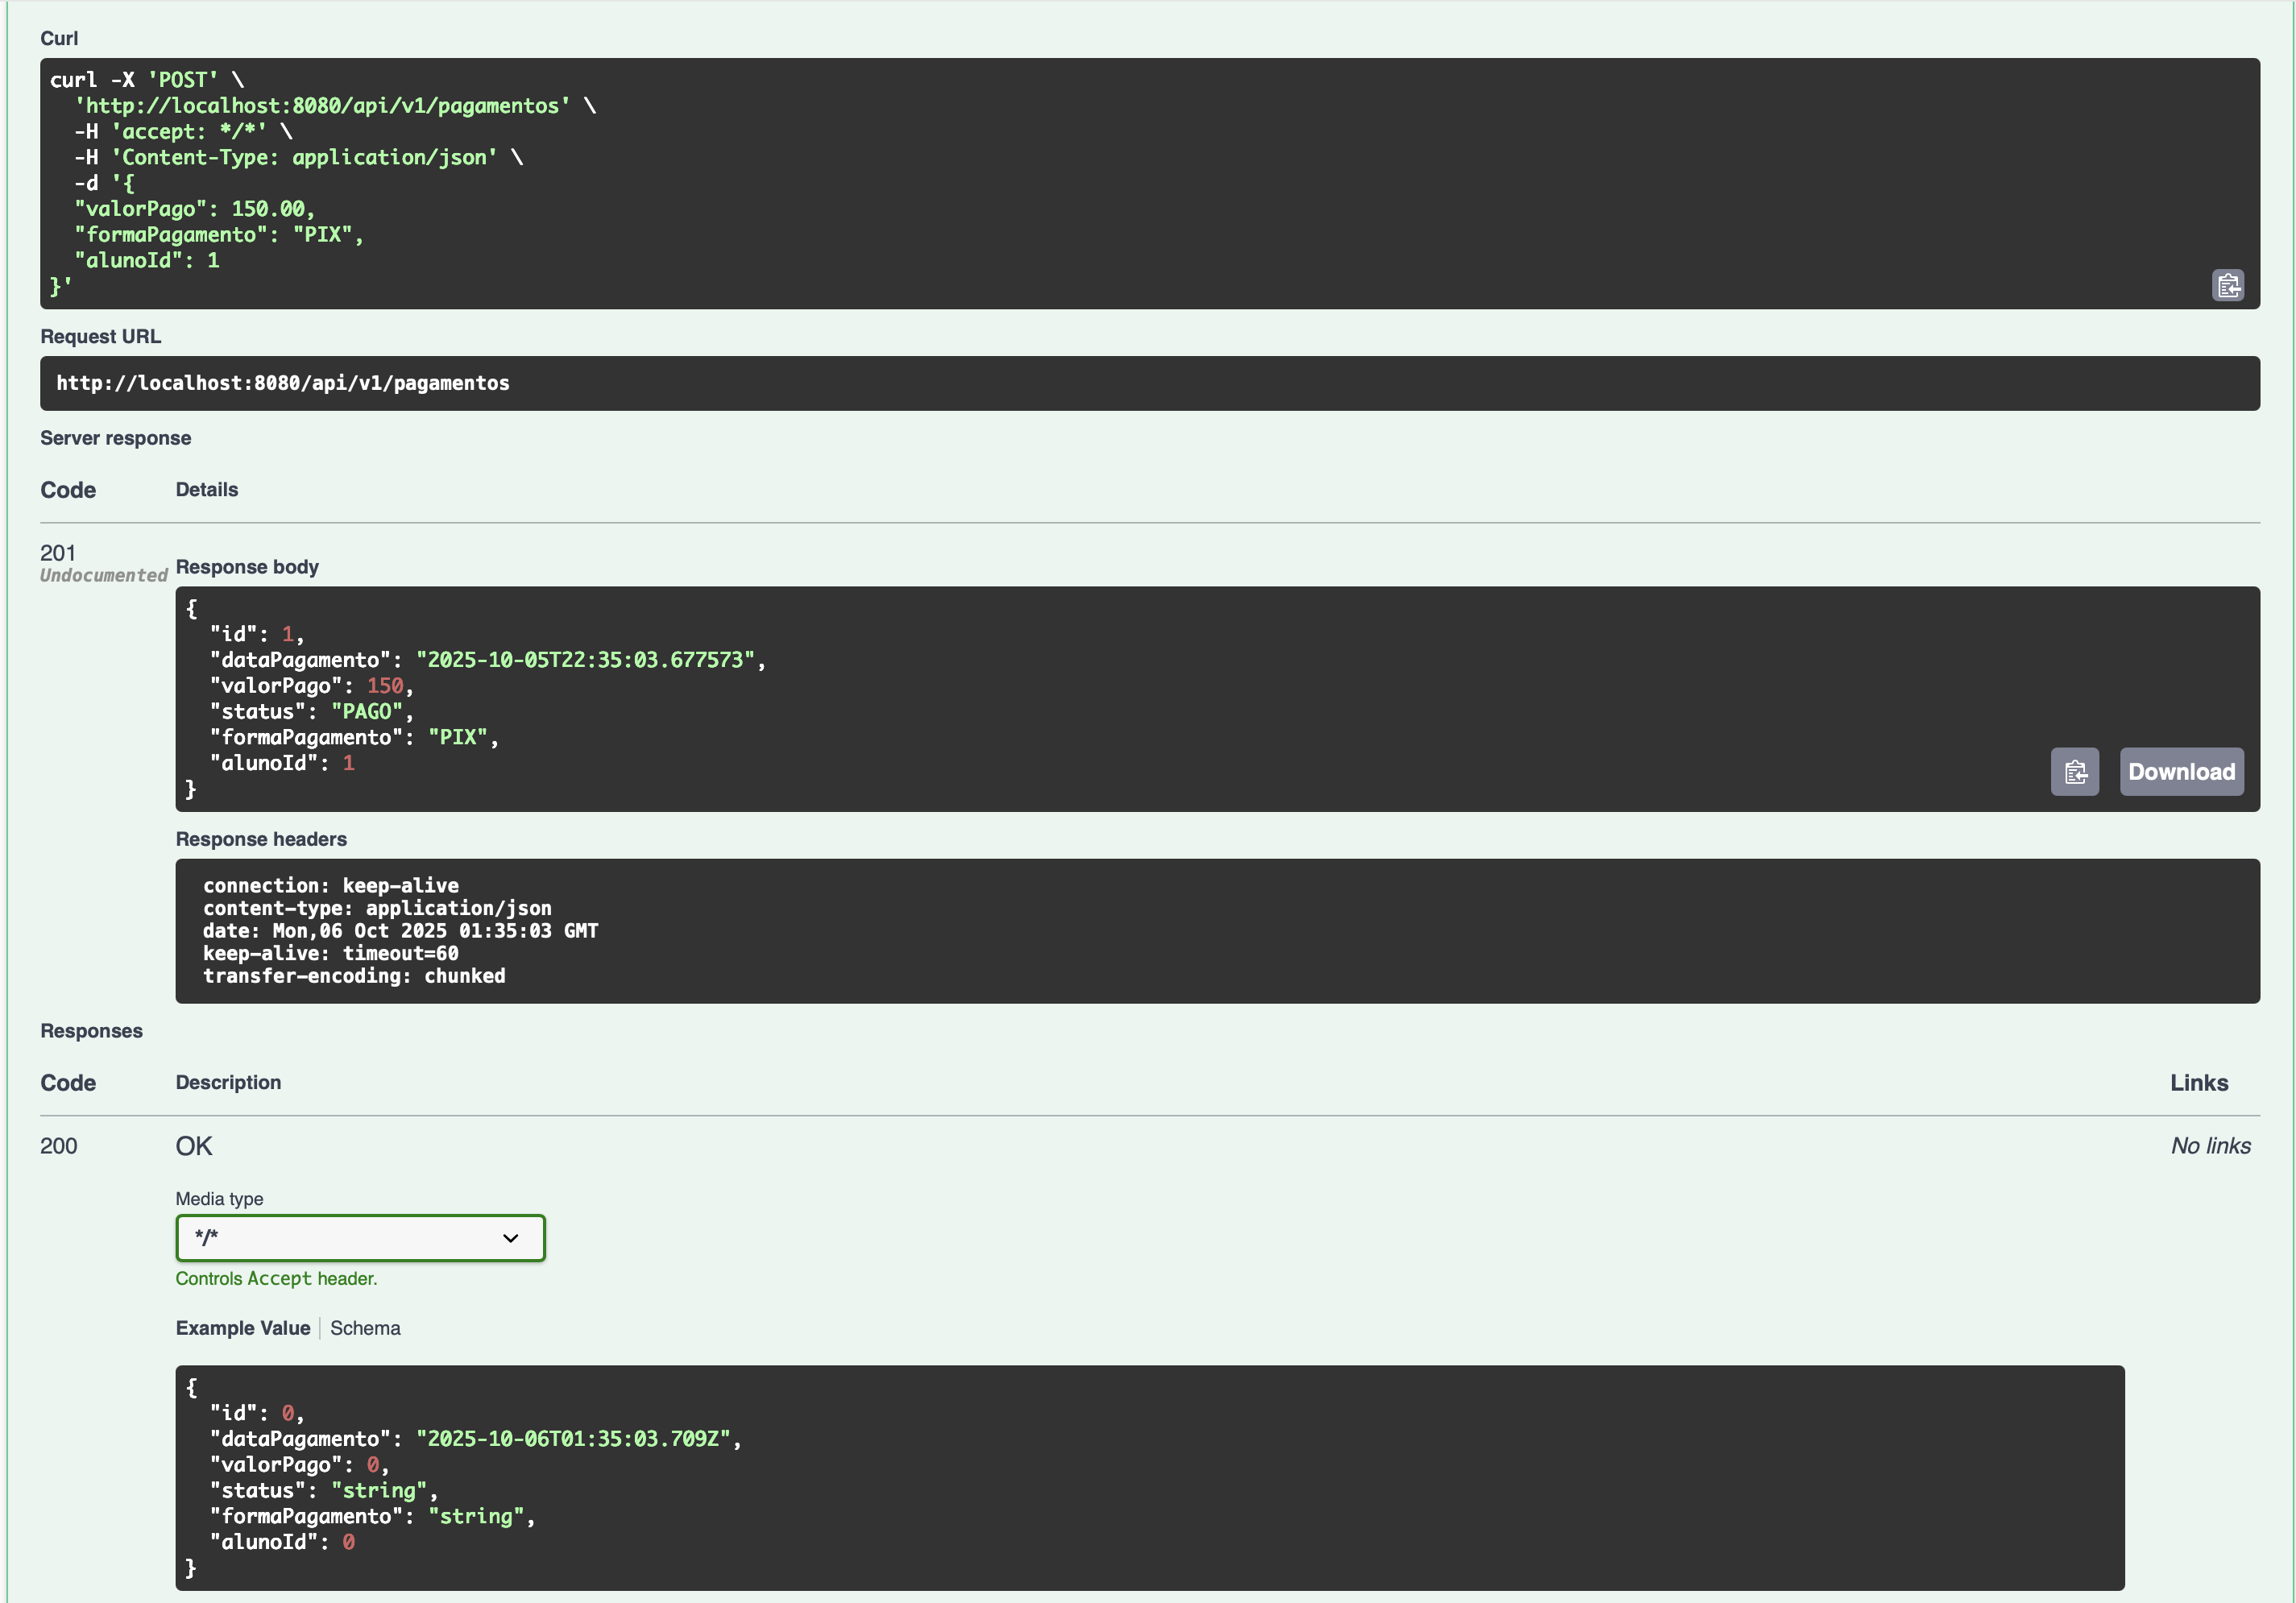 Curl
curl -X 'POST' \
  'http://localhost:8080/api/v1/pagamentos' \
  -H 'accept: */*' \
  -H 'Content-Type: application/json' \
  -d '{
  "valorPago": 150.00,
  "formaPagamento": "PIX",
  "alunoId": 1
}'
Request URL
http://localhost:8080/api/v1/pagamentos
Server response
Code Details
201
Undocumented
Response body
{
  "id": 1,
  "dataPagamento": "2025-10-05T22:35:03.677573",
  "valorPago": 150,
  "status": "PAGO",
  "formaPagamento": "PIX",
  "alunoId": 1
}
Download
Response headers
connection: keep-alive
content-type: application/json
date: Mon,06 Oct 2025 01:35:03 GMT
keep-alive: timeout=60
transfer-encoding: chunked
Responses
Code Description Links
200 OK No links
Media type
*/*
Controls Accept header.
Example Value Schema
{
  "id": 0,
  "dataPagamento": "2025-10-06T01:35:03.709Z",
  "valorPago": 0,
  "status": "string",
  "formaPagamento": "string",
  "alunoId": 0
}